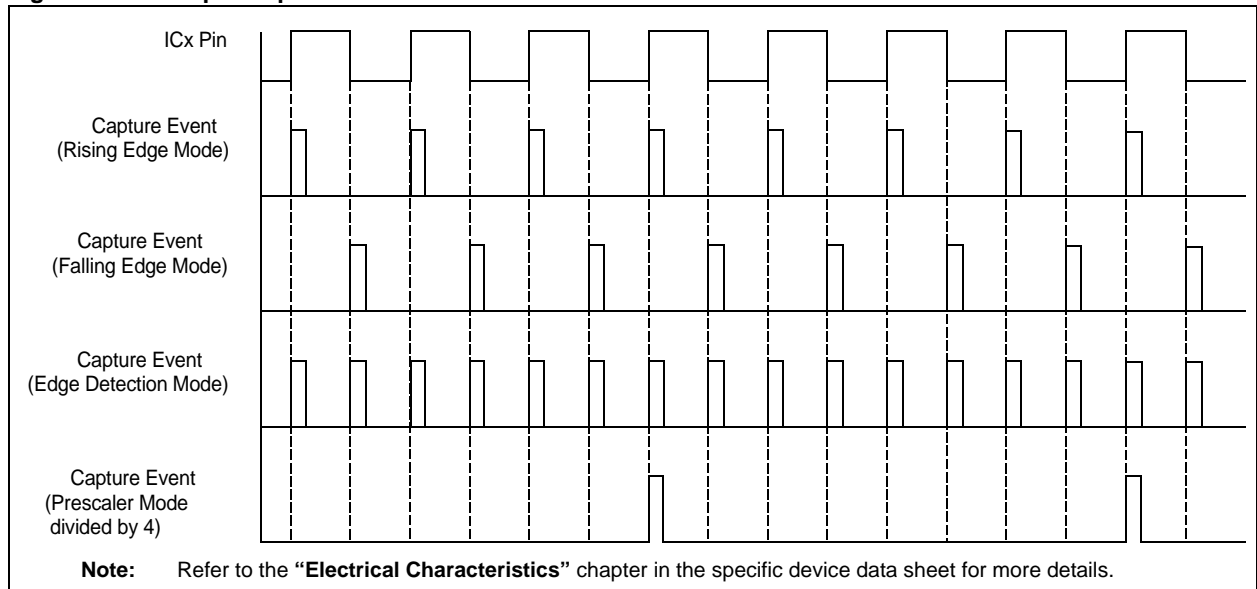 ICx Pin
Capture Event
(Rising Edge Mode)
Capture Event
(Falling Edge Mode)
Capture Event
(Edge Detection Mode)
Capture Event
(Prescaler Mode
divided by 4)
Note: Refer to the “Electrical Characteristics” chapter in the specific device data sheet for more details.